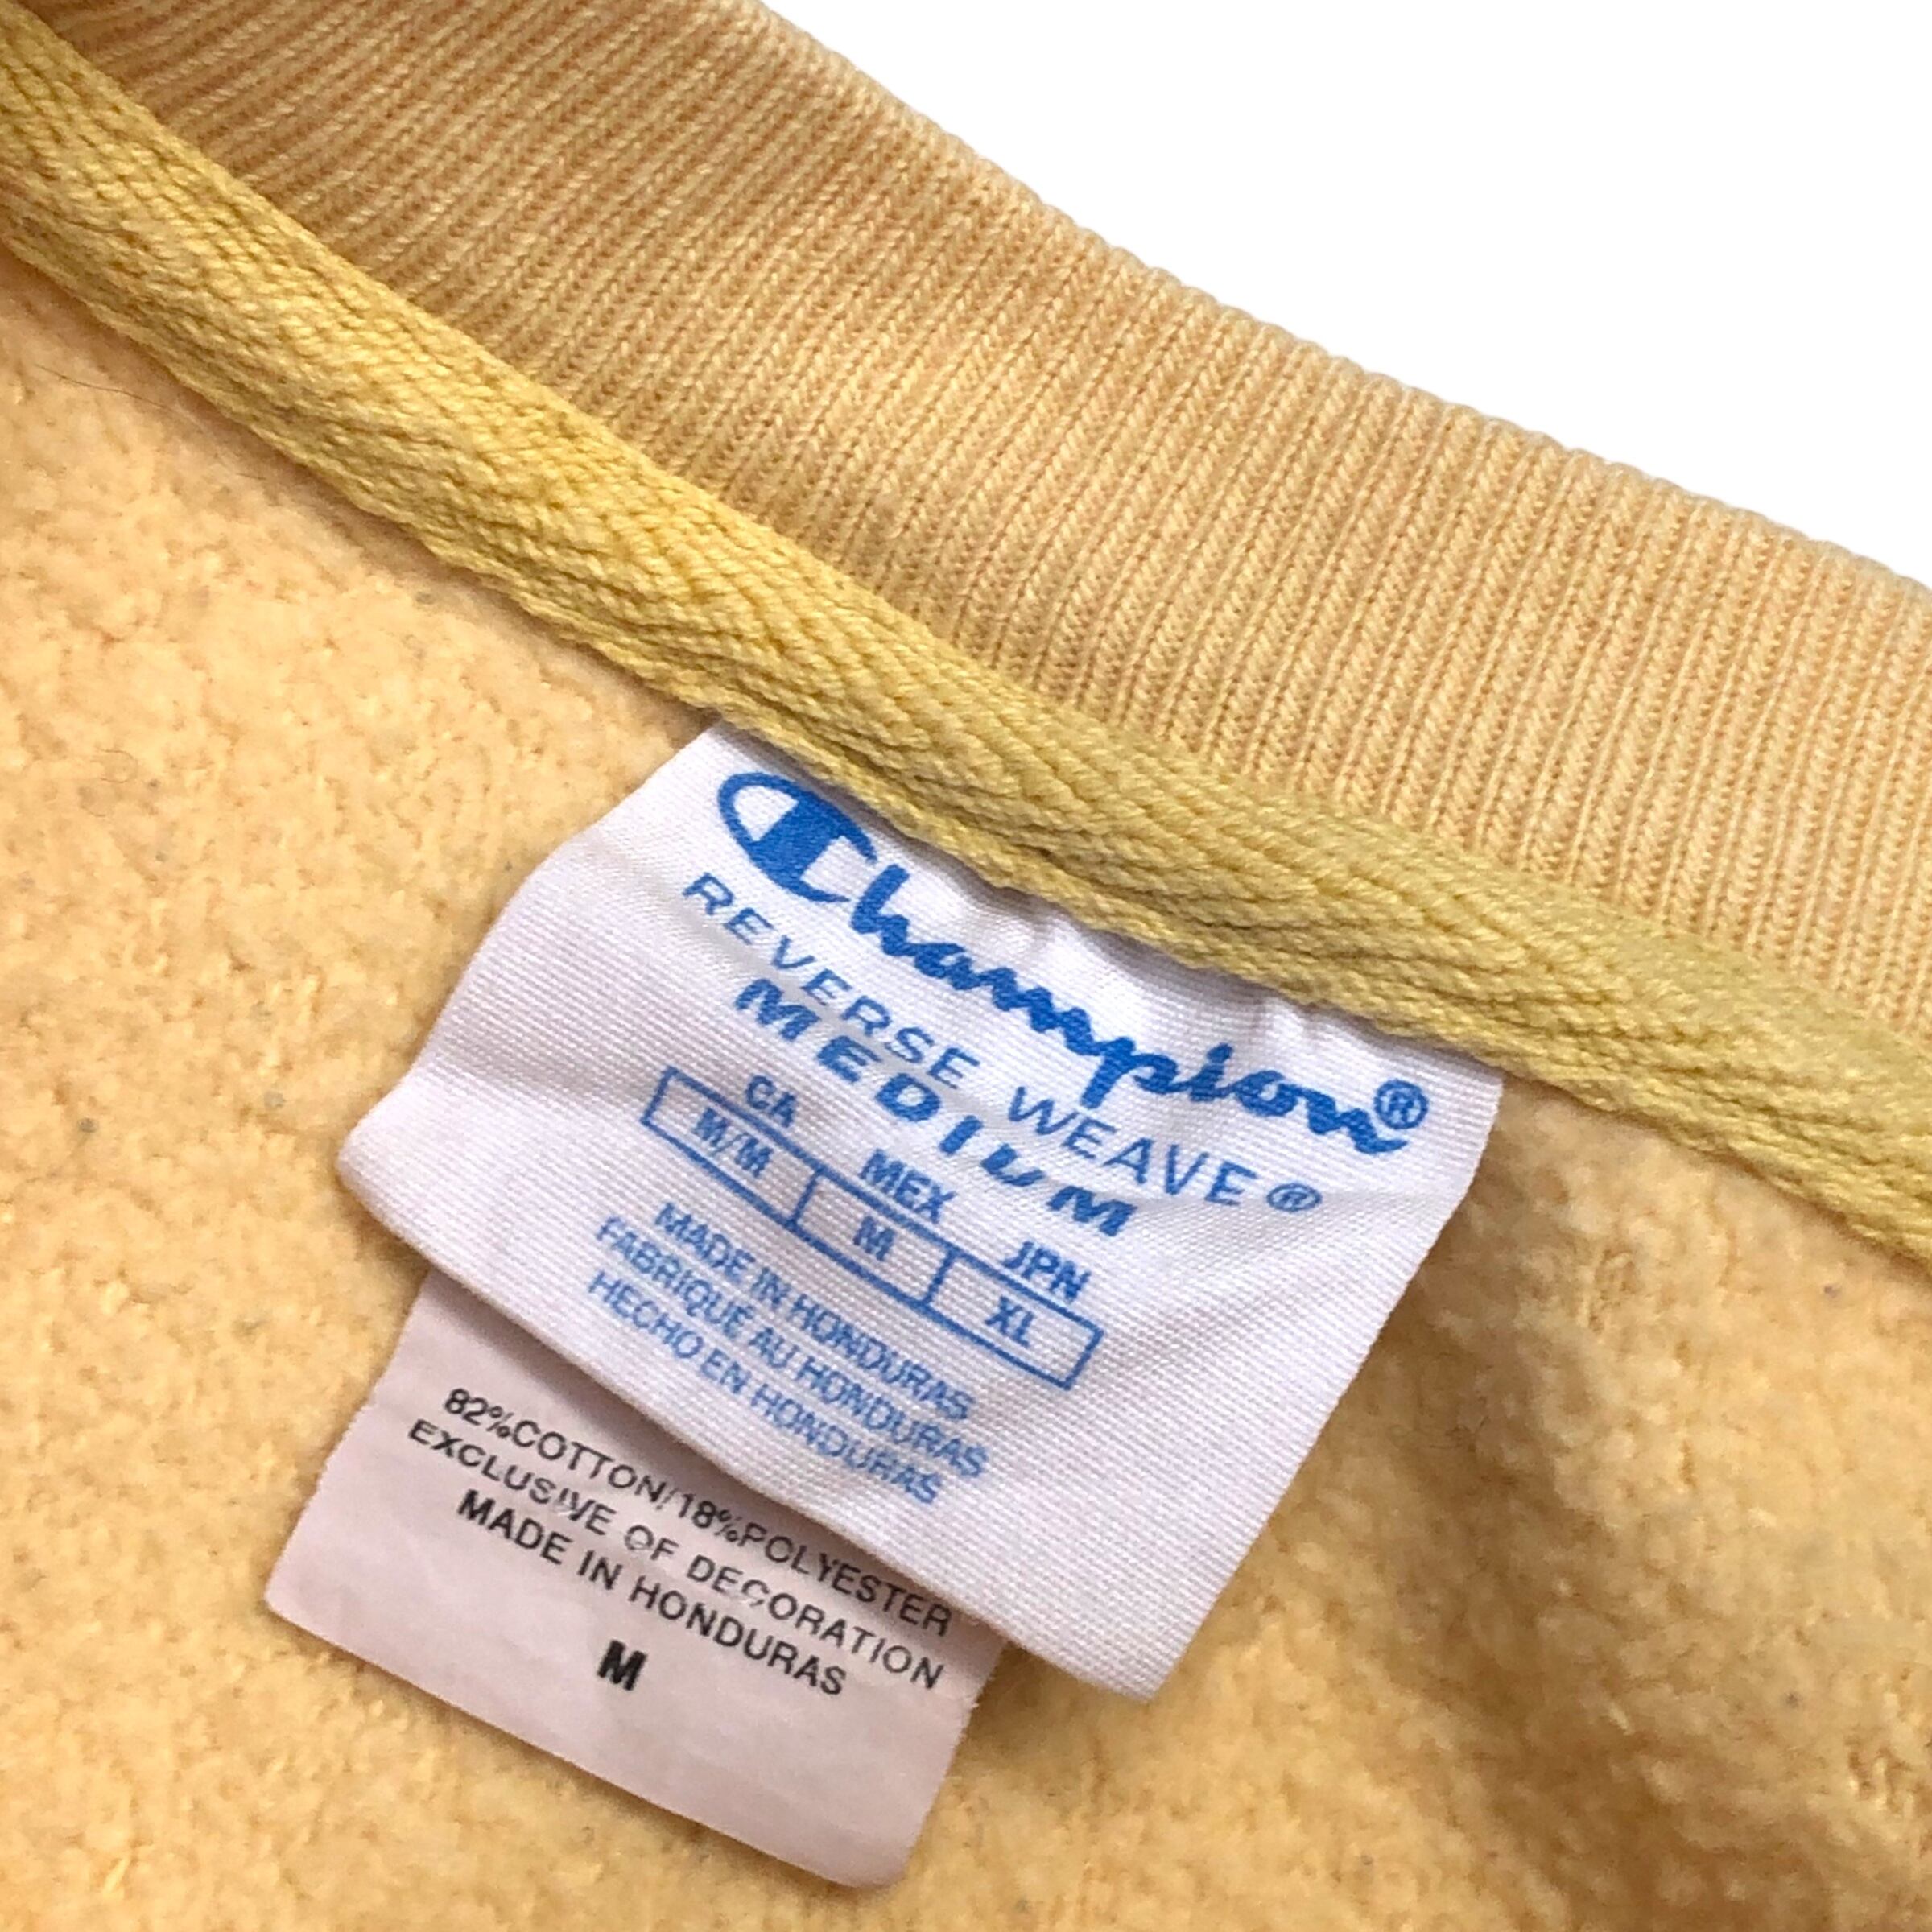 Champion®
REVERSE WEAVE®
MEDIUM
CA MEX JPN
M/M M XL
MADE IN HONDURAS
FABRIQUÉ AU HONDURAS
HECHO EN HONDURAS
82%COTTON/18%POLYESTER
EXCLUSIVE OF DECORATION
MADE IN HONDURAS
M